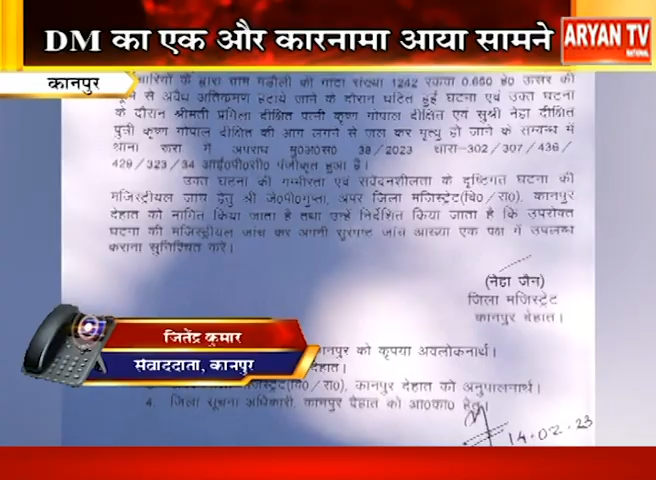 DM का एक और कारनामा आया सामने
ARYAN TV
NATIONAL
कानपुर
के द्वारा ग्राम मड़ौली की गाटा संख्या 1242 रकवा 0.660 हे0 ऊसर की
से अवैध अतिक्रमण हटाये जाने के दौरान घटित हुई घटना एवं उक्त घटना
के दौरान श्रीमती प्रमिला दीक्षित पत्नी कृष्ण गोपाल दीक्षित एवं सुश्री नेहा दीक्षित
पुत्री कृष्ण गोपाल दीक्षित की आग लगने से जल कर मृत्यु हो जाने के सम्बन्ध में
थाना रूरा में अपराध मु0अ0स0 38/2023 धारा-302/307/436/
429/323/34 आई0पी0सी0 पंजीकृत हुआ है।
उक्त घटना की गम्भीरता एवं संवेदनशीलता के दृष्टिगत घटना की
मजिस्ट्रीयल जांच हेतु श्री जे0पी0गुप्ता, अपर जिला मजिस्ट्रेट(वि0/रा0), कानपुर
देहात को नामित किया जाता है तथा उन्हें निर्देशित किया जाता है कि उपरोक्त
घटना की मजिस्ट्रीयल जांच कर अपनी सुस्पष्ट जांच आख्या एक पक्ष में उपलब्ध
कराना सुनिश्चित करें।
(नेहा जैन)
जिला मजिस्ट्रेट
कानपुर देहात।
जितेंद्र कुमार
संवाददाता, कानपुर
कानपुर को कृपया अवलोकनार्थ।
देहात।
मजिस्ट्रेट(वि0/रा0), कानपुर देहात को अनुपालनार्थ।
4. जिला सूचना अधिकारी, कानपुर देहात को आ0का0 हेतु।
14.02.23